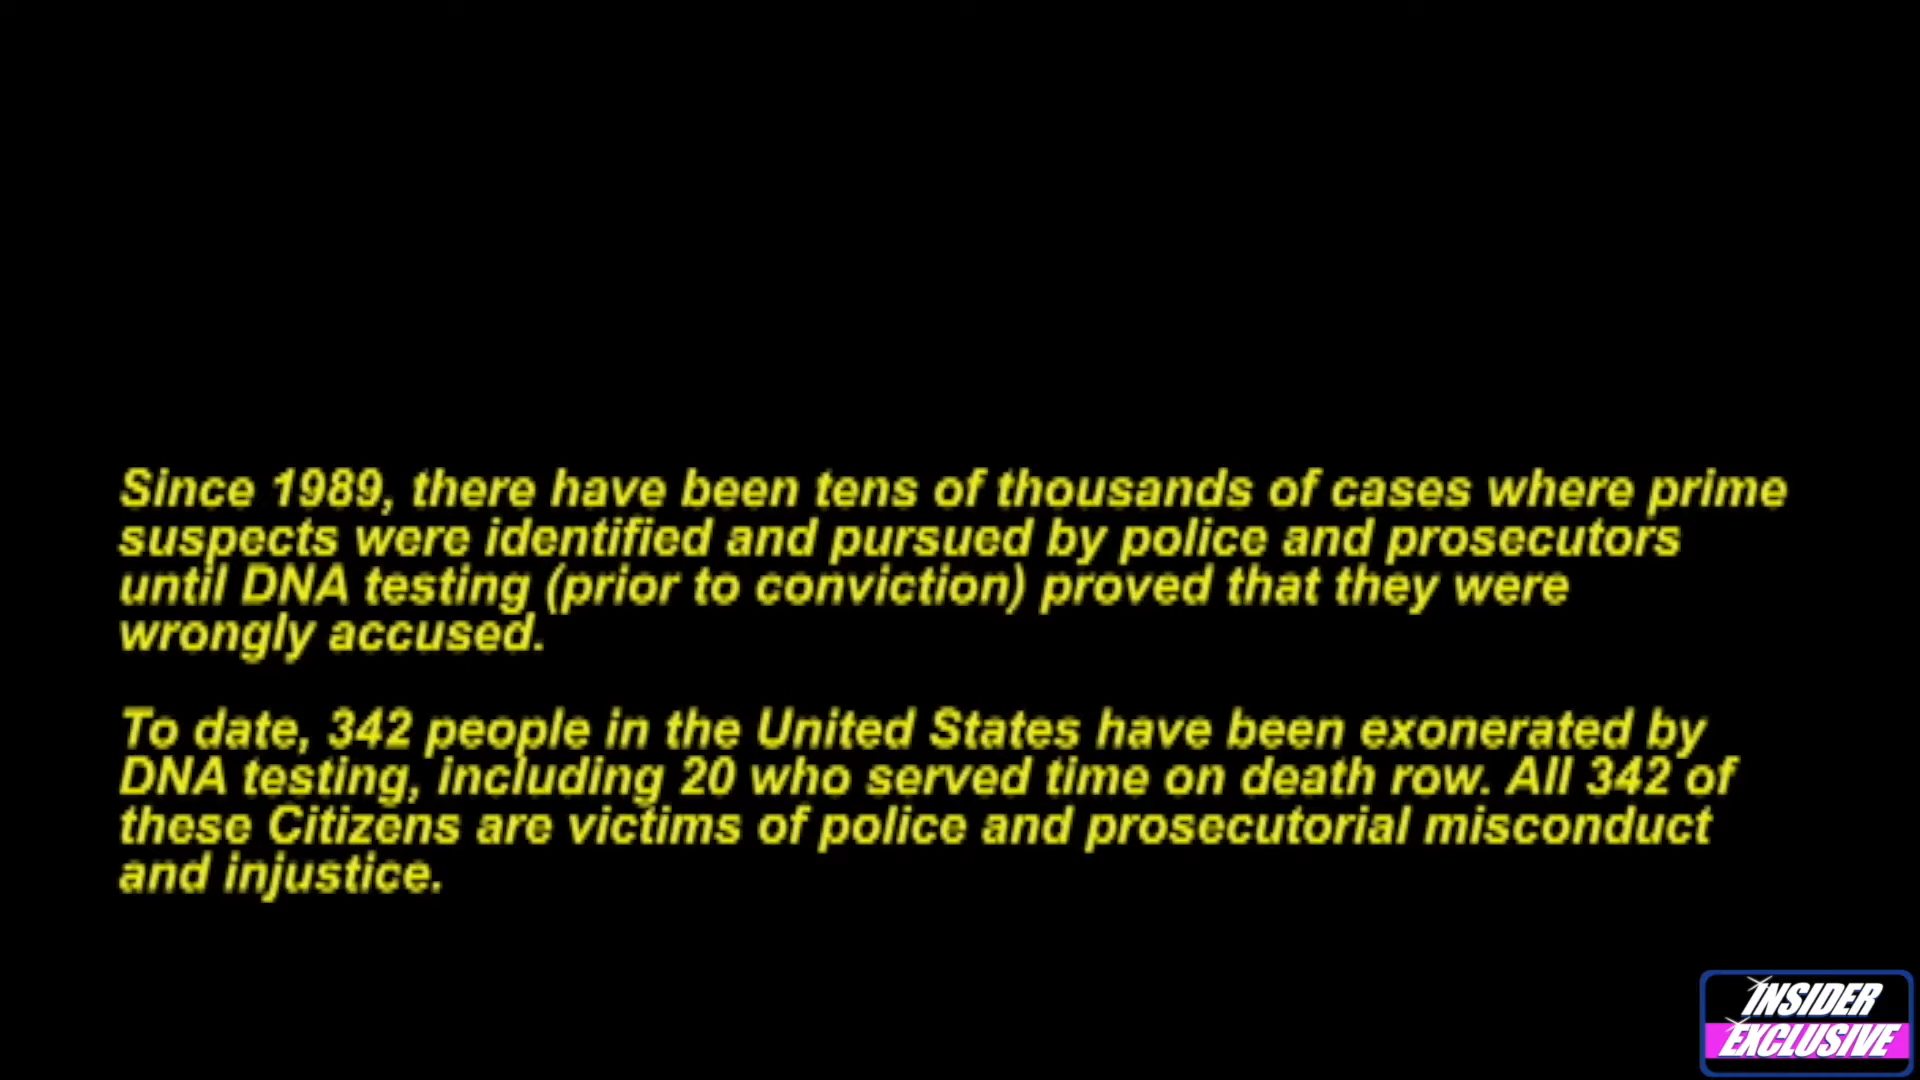 Since 1989, there have been tens of thousands of cases where prime
suspects were identified and pursued by police and prosecutors
until DNA testing (prior to conviction) proved that they were
wrongly accused.
To date, 342 people in the United States have been exonerated by
DNA testing, including 20 who served time on death row. All 342 of
these Citizens are victims of police and prosecutorial misconduct
and injustice.
INSIDER
EXCLUSIVE